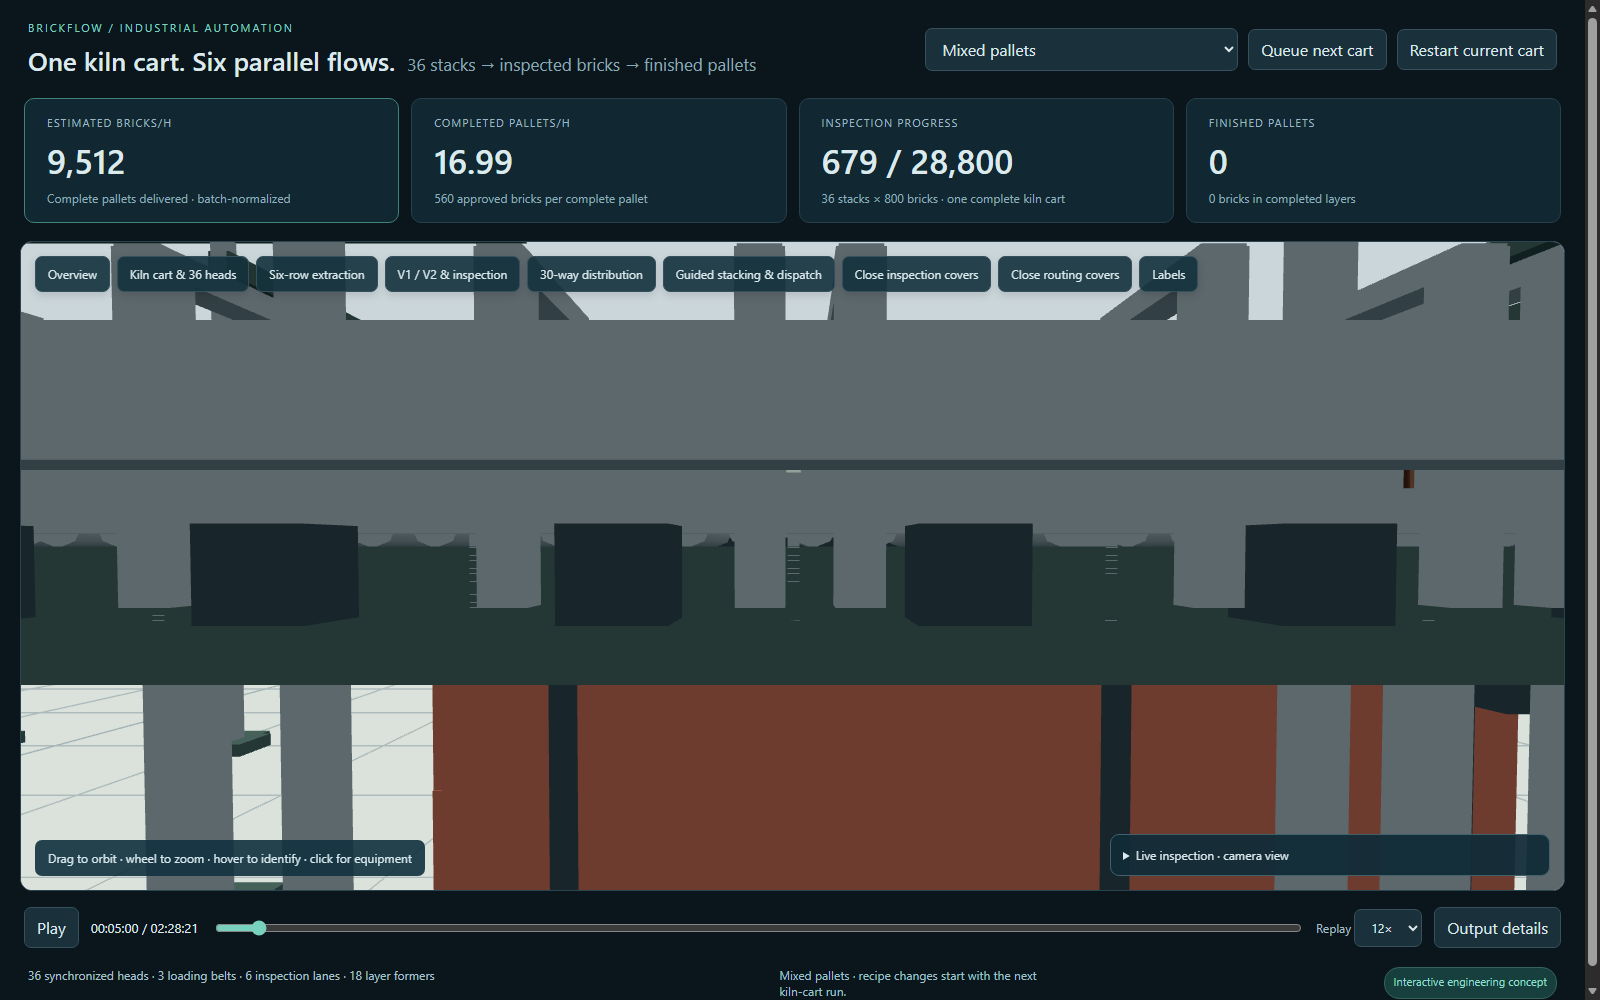 BRICKFLOW / INDUSTRIAL AUTOMATION
One kiln cart. Six parallel flows. 36 stacks → inspected bricks → finished pallets
Mixed pallets
Queue next cart
Restart current cart
ESTIMATED BRICKS/H
9,512
Complete pallets delivered · batch-normalized
COMPLETED PALLETS/H
16.99
560 approved bricks per complete pallet
INSPECTION PROGRESS
679 / 28,800
36 stacks × 800 bricks · one complete kiln cart
FINISHED PALLETS
0
0 bricks in completed layers
Overview
Kiln cart & 36 heads
Six-row extraction
V1 / V2 & inspection
30-way distribution
Guided stacking & dispatch
Close inspection covers
Close routing covers
Labels
Drag to orbit · wheel to zoom · hover to identify · click for equipment
Live inspection · camera view
Play
00:05:00 / 02:28:21
Replay
12×
Output details
36 synchronized heads · 3 loading belts · 6 inspection lanes · 18 layer formers
Mixed pallets · recipe changes start with the next
kiln-cart run.
Interactive engineering concept